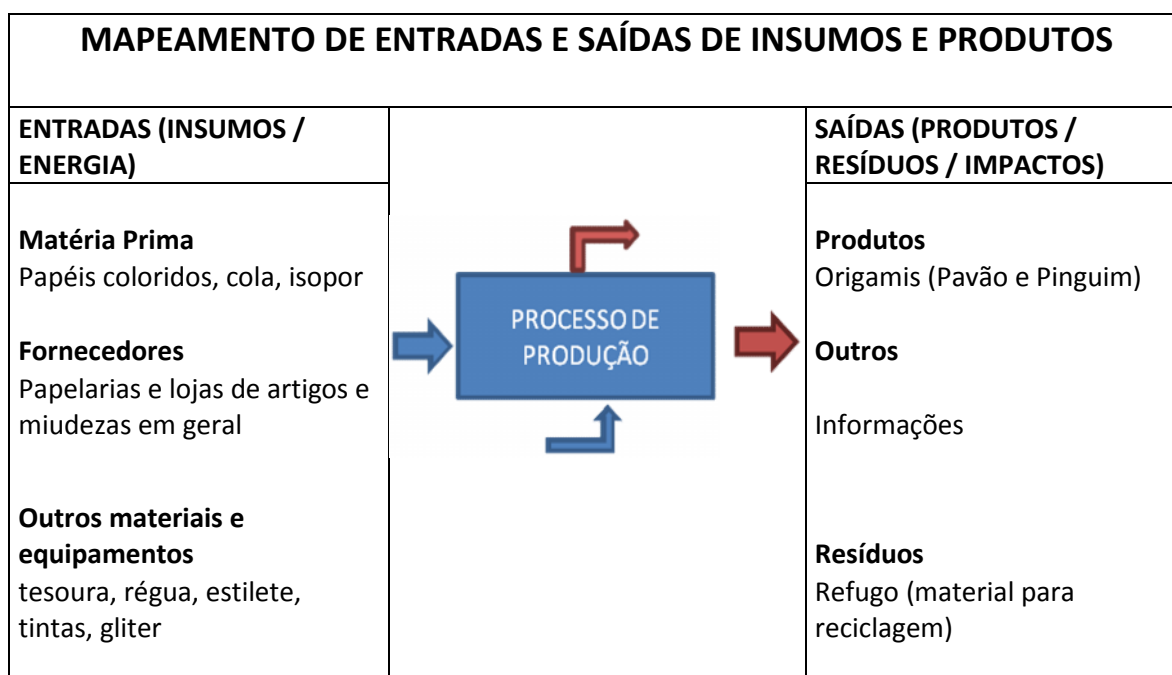 MAPEAMENTO DE ENTRADAS E SAÍDAS DE INSUMOS E PRODUTOS
ENTRADAS (INSUMOS /
ENERGIA)
Matéria Prima
Papéis coloridos, cola, isopor
Fornecedores
Papelarias e lojas de artigos e
miudezas em geral
Outros materiais e
equipamentos
tesoura, régua, estilete,
tintas, gliter
PROCESSO DE
PRODUÇÃO
SAÍDAS (PRODUTOS /
RESÍDUOS / IMPACTOS)
Produtos
Origamis (Pavão e Pinguim)
Outros
Informações
Resíduos
Refugo (material para
reciclagem)